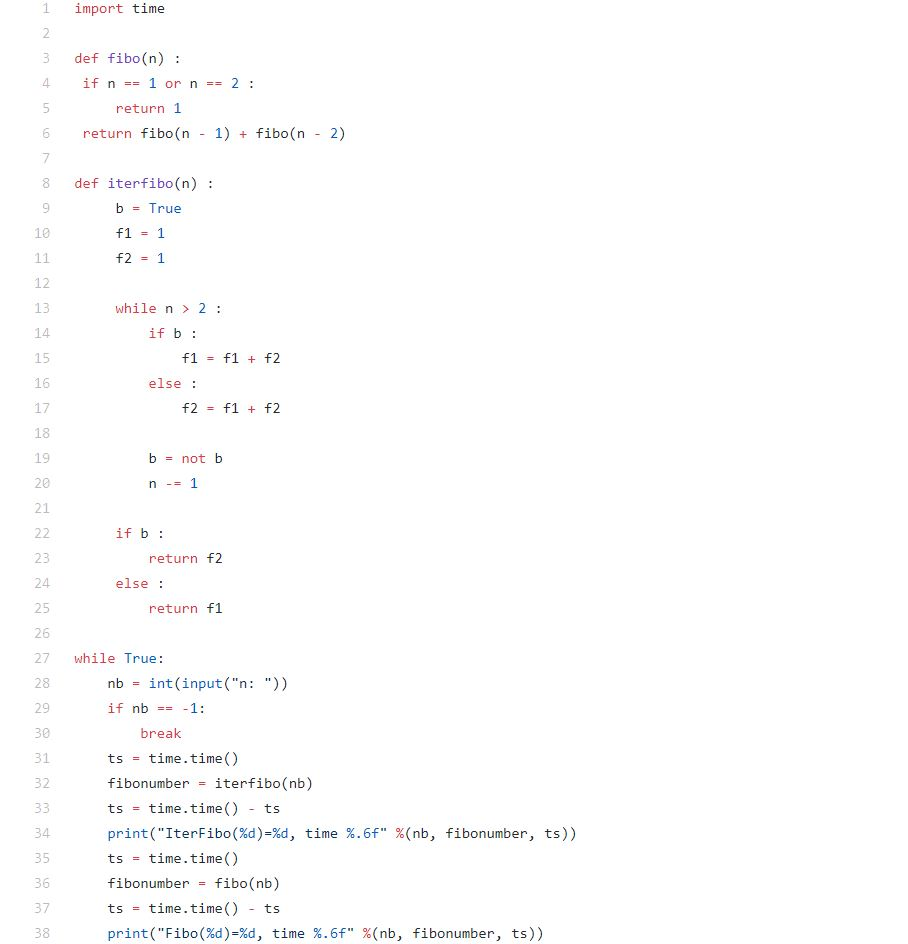 1 import time
2
3 def fibo(n) :
4  if n == 1 or n == 2 :
5      return 1
6  return fibo(n - 1) + fibo(n - 2)
7
8 def iterfibo(n) :
9      b = True
10      f1 = 1
11      f2 = 1
12
13      while n > 2 :
14          if b :
15              f1 = f1 + f2
16          else :
17              f2 = f1 + f2
18
19          b = not b
20          n -= 1
21
22      if b :
23          return f2
24      else :
25          return f1
26
27 while True:
28     nb = int(input("n: "))
29     if nb == -1:
30         break
31     ts = time.time()
32     fibonumber = iterfibo(nb)
33     ts = time.time() - ts
34     print("IterFibo(%d)=%d, time %.6f" %(nb, fibonumber, ts))
35     ts = time.time()
36     fibonumber = fibo(nb)
37     ts = time.time() - ts
38     print("Fibo(%d)=%d, time %.6f" %(nb, fibonumber, ts))